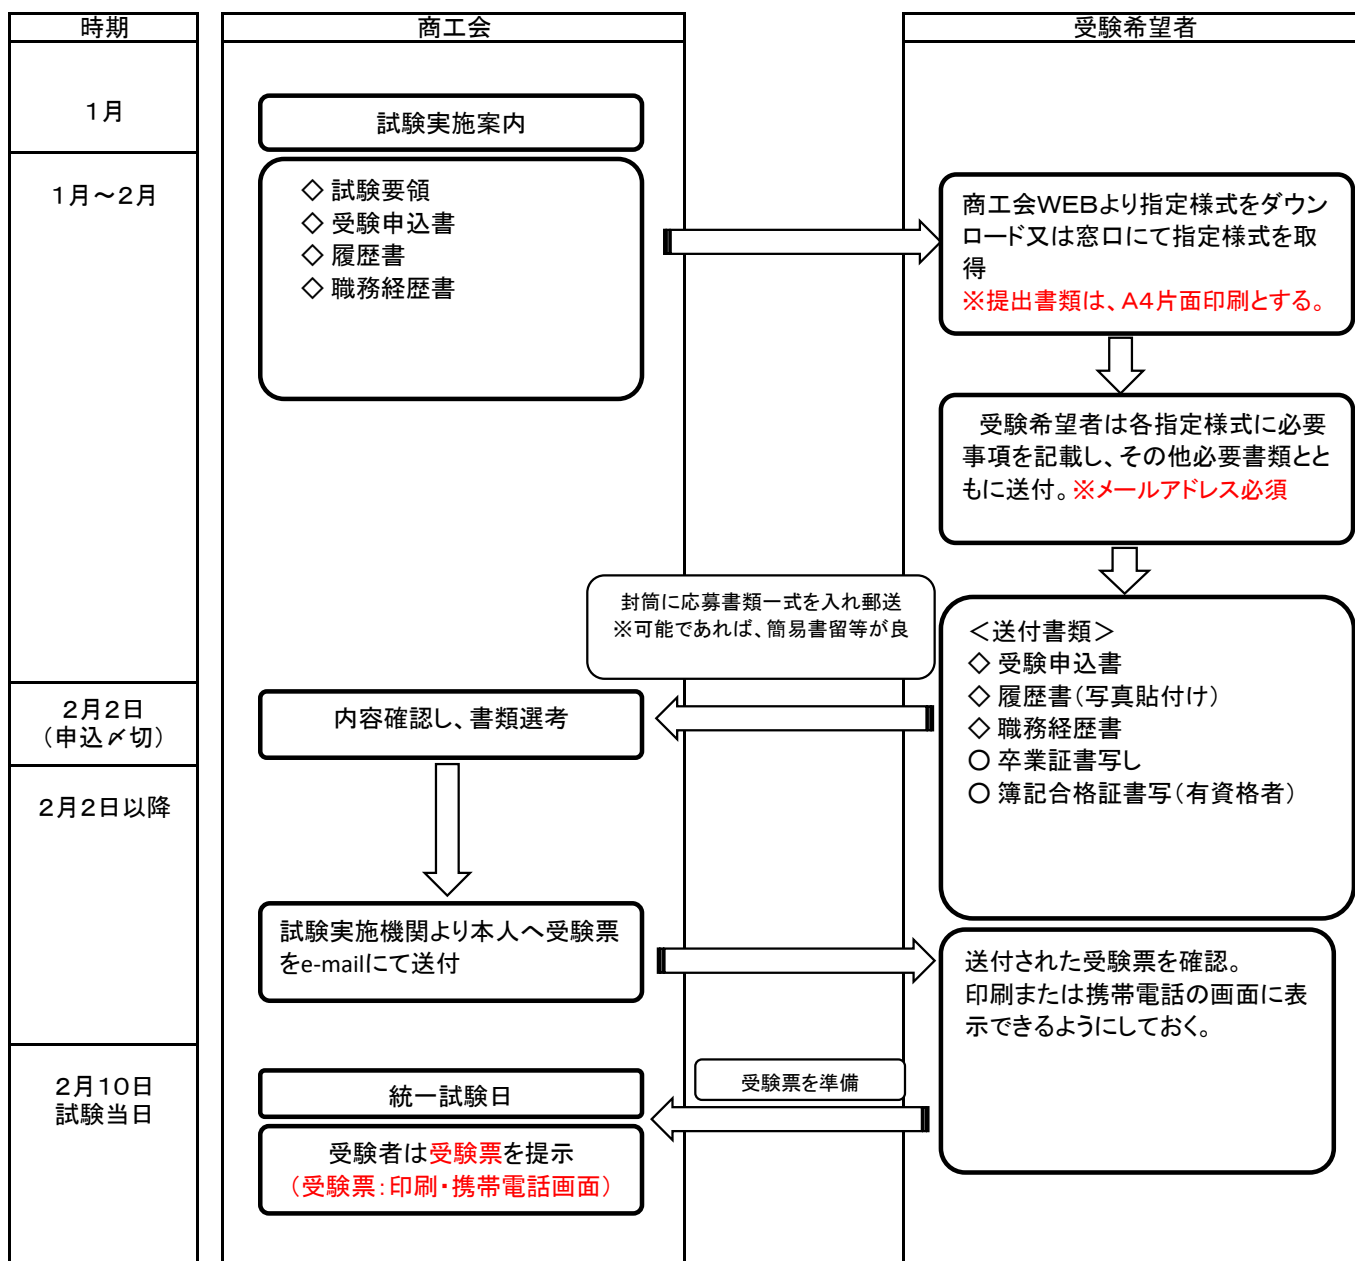 時期
商工会
受験希望者
1月
試験実施案内
1月～2月
◇ 試験要領
◇ 受験申込書
◇ 履歴書
◇ 職務経歴書
商工会WEBより指定様式をダウン
ロード又は窓口にて指定様式を取
得
※提出書類は、A4片面印刷とする。
受験希望者は各指定様式に必要
事項を記載し、その他必要書類とと
もに送付。※メールアドレス必須
封筒に応募書類一式を入れ郵送
※可能であれば、簡易書留等が良
＜送付書類＞
◇ 受験申込書
◇ 履歴書（写真貼付け）
◇ 職務経歴書
○ 卒業証書写し
○ 簿記合格証書写（有資格者）
2月2日
（申込〆切）
内容確認し、書類選考
2月2日以降
試験実施機関より本人へ受験票
をe-mailにて送付
送付された受験票を確認。
印刷または携帯電話の画面に表
示できるようにしておく。
2月10日
試験当日
統一試験日
受験票を準備
受験者は受験票を提示
（受験票：印刷・携帯電話画面）